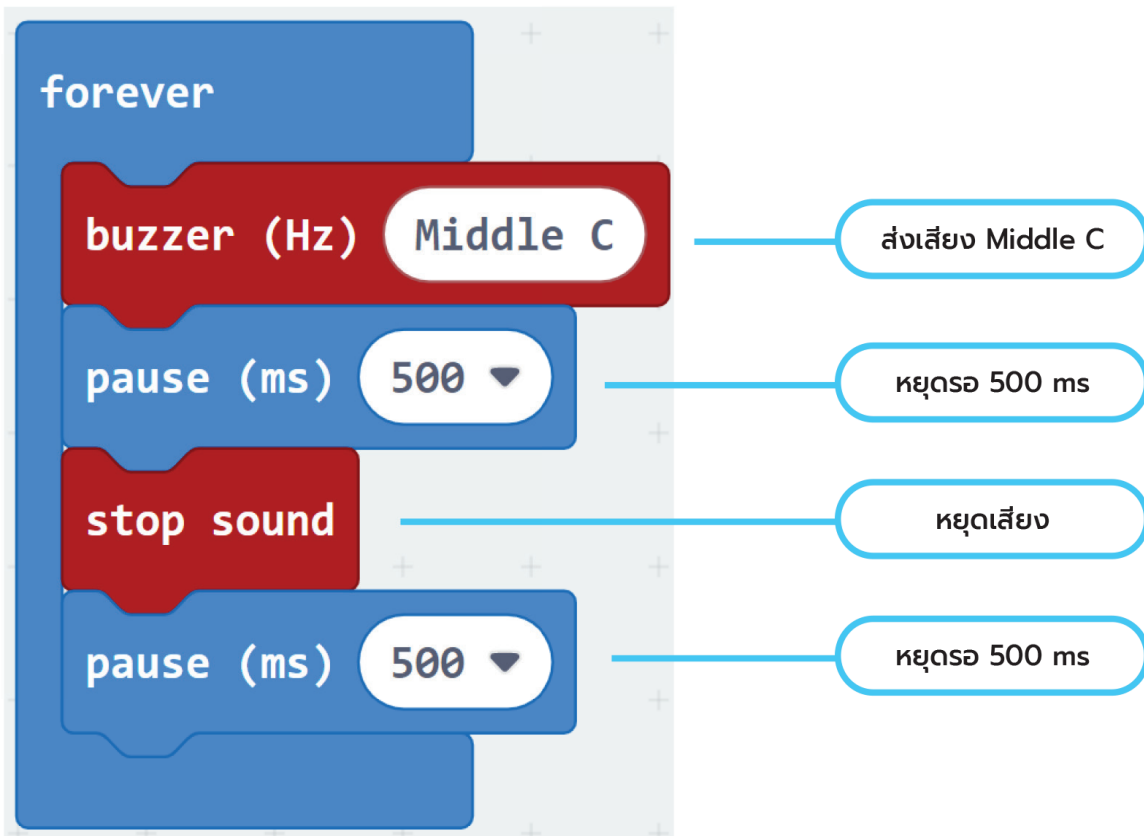 forever
buzzer (Hz) Middle C
ส่งเสียง Middle C
pause (ms) 500
หยุดรอ 500 ms
stop sound
หยุดเสียง
pause (ms) 500
หยุดรอ 500 ms